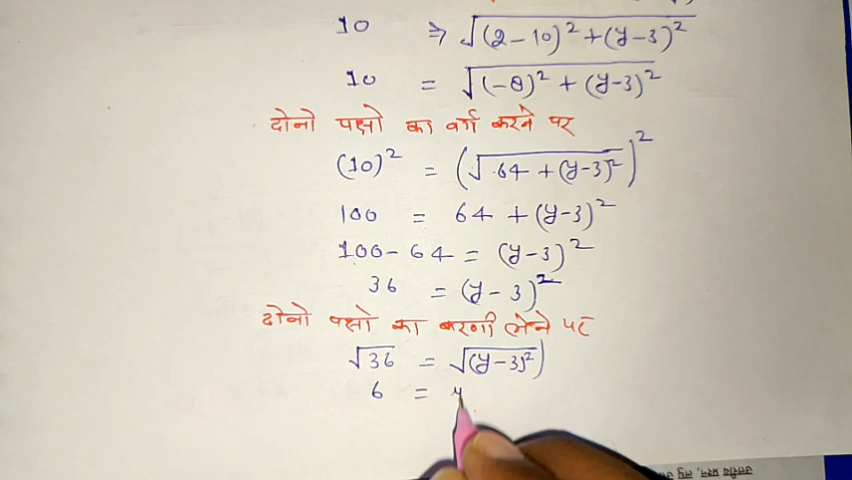 10 ⇒ √(2-10)² + (y-3)²
10 = √(-8)² + (y-3)²
दोनो पक्षो का वर्ग करने पर
(10)² = (√64 + (y-3)²)²
100 = 64 + (y-3)²
100-64 = (y-3)²
36 = (y-3)²
दोनो पक्षो का करणी लेने पर
√36 = √(y-3)²)
6 =